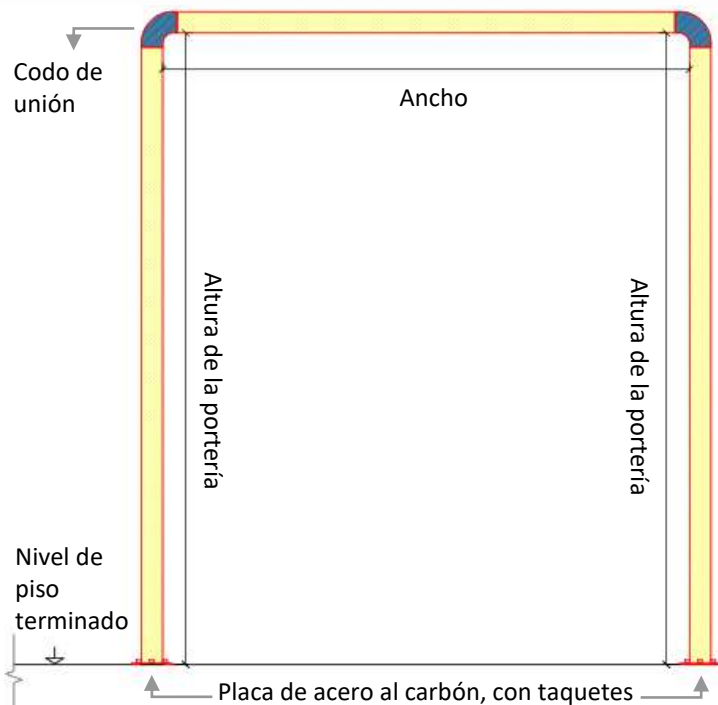 Codo de
unión
Ancho
Altura de la portería
Altura de la portería
Nivel de
piso
terminado
Placa de acero al carbón, con taquetes